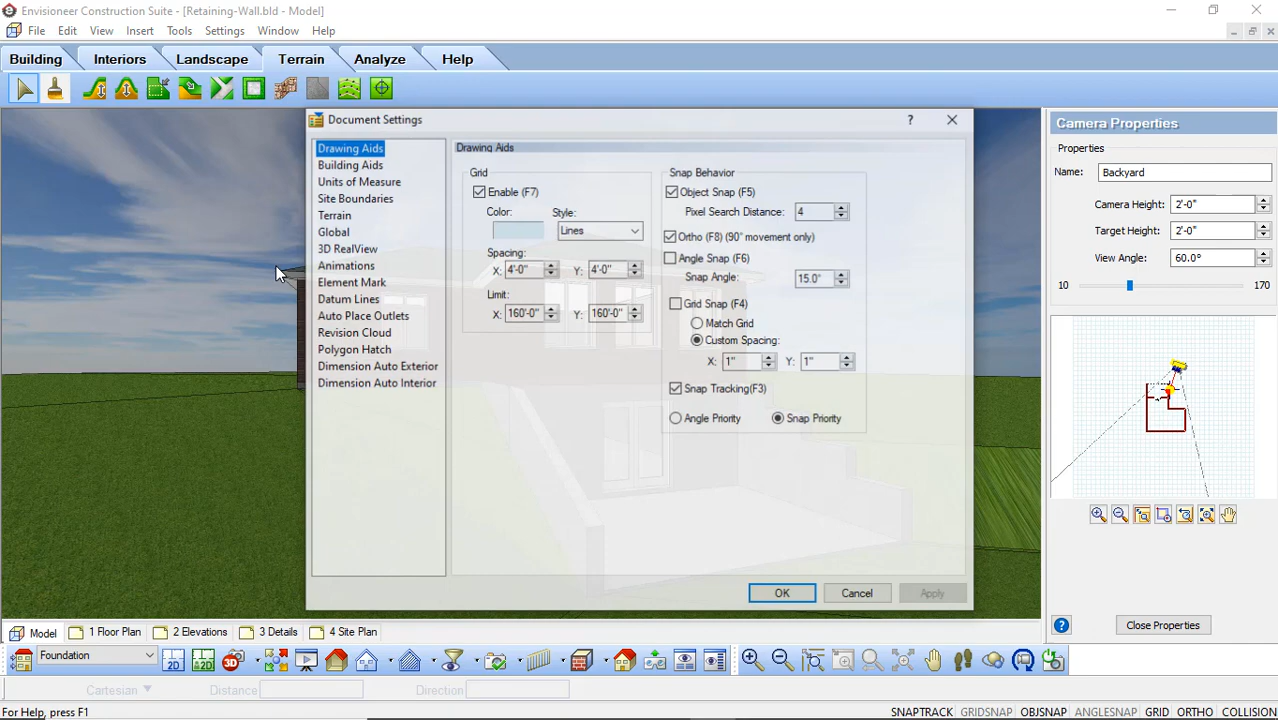 Envisioneer Construction Suite - [Retaining-Wall.bld - Model]
File Edit View Insert Tools Settings Window Help
Building Interiors Landscape Terrain Analyze Help
Document Settings
Drawing Aids
Building Aids
Units of Measure
Site Boundaries
Terrain
Global
3D RealView
Animations
Element Mark
Datum Lines
Auto Place Outlets
Revision Cloud
Polygon Hatch
Dimension Auto Exterior
Dimension Auto Interior
Drawing Aids
Grid
Enable (F7)
Color: Style:
Lines
Spacing:
X: 4'-0" Y: 4'-0"
Limit:
X: 160'-0" Y: 160'-0"
Snap Behavior
Object Snap (F5)
Pixel Search Distance: 4
Ortho (F8) (90° movement only)
Angle Snap (F6)
Snap Angle: 15.0°
Grid Snap (F4)
Match Grid
Custom Spacing:
X: 1" Y: 1"
Snap Tracking(F3)
Angle Priority Snap Priority
OK Cancel Apply
Camera Properties
Properties
Name: Backyard
Camera Height: 2'-0"
Target Height: 2'-0"
View Angle: 60.0°
10 170
Close Properties
Model 1 Floor Plan 2 Elevations 3 Details 4 Site Plan
Foundation 2D 2D 3D
Cartesian Distance Direction
For Help, press F1
SNAPTRACK GRIDSNAP OBJSNAP ANGLESNAP GRID ORTHO COLLISION